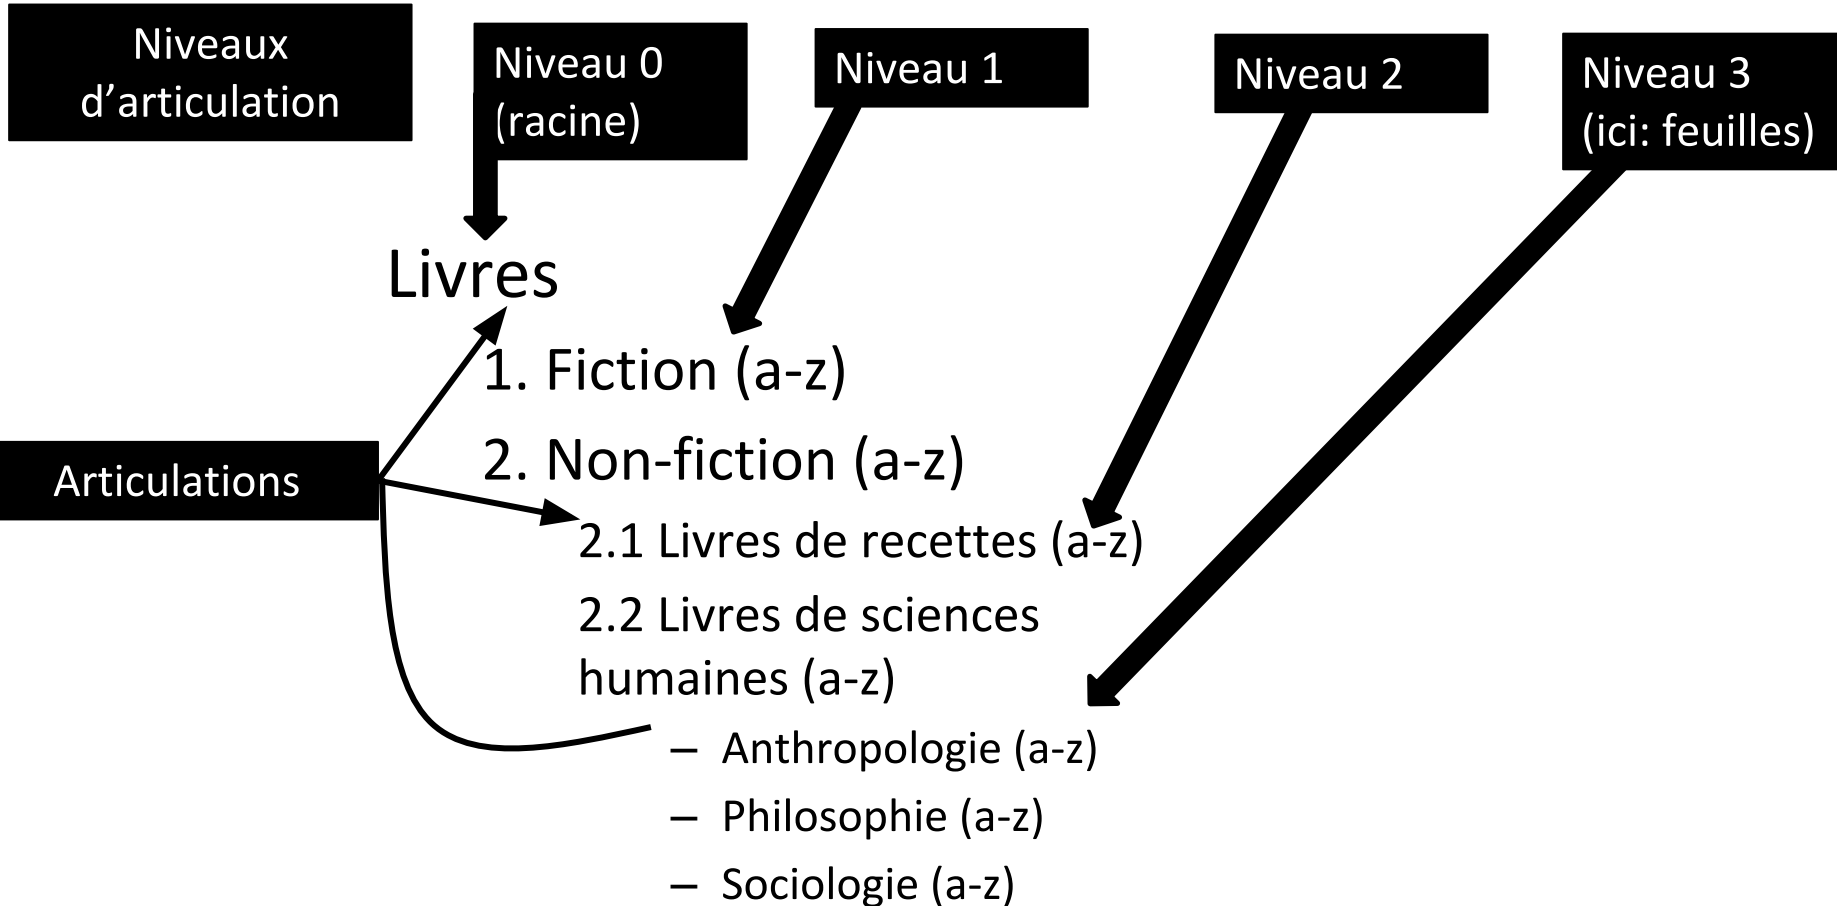 Niveaux
d’articulation
Niveau 0
(racine)
Niveau 1
Niveau 2
Niveau 3
(ici: feuilles)
Livres
1. Fiction (a-z)
2. Non-fiction (a-z)
Articulations
2.1 Livres de recettes (a-z)
2.2 Livres de sciences
humaines (a-z)
– Anthropologie (a-z)
– Philosophie (a-z)
– Sociologie (a-z)